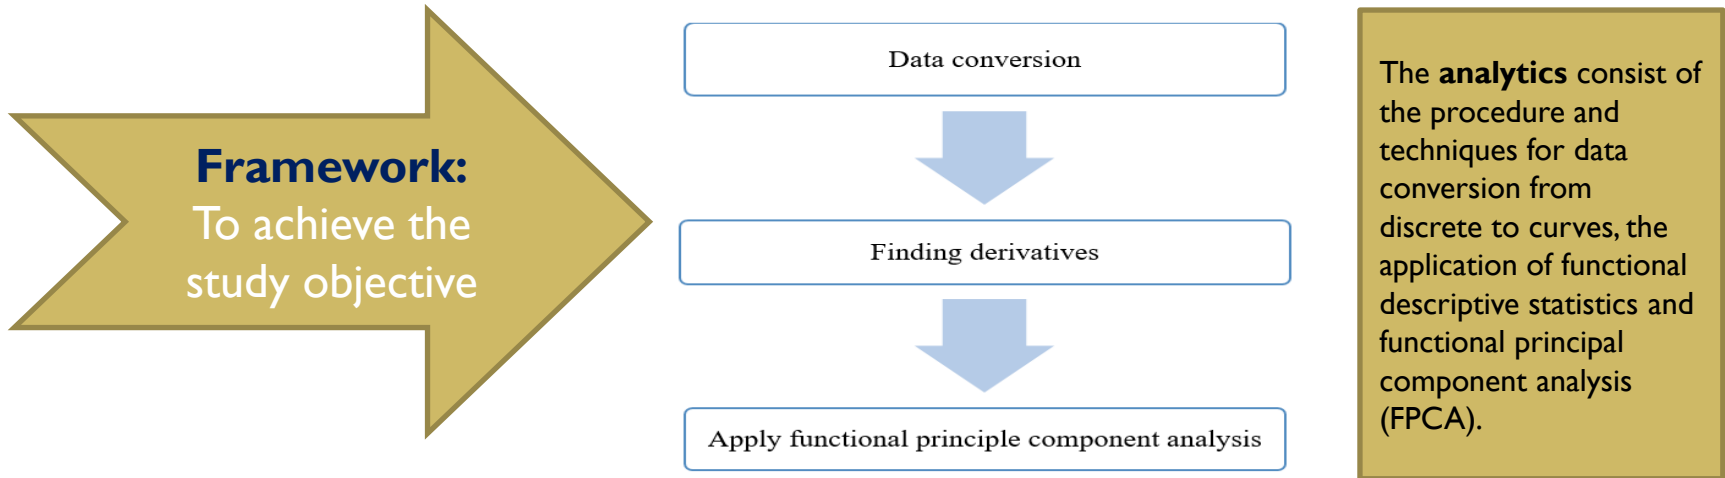 Framework:
To achieve the
study objective
Data conversion
Finding derivatives
Apply functional principle component analysis
The analytics consist of
the procedure and
techniques for data
conversion from
discrete to curves, the
application of functional
descriptive statistics and
functional principal
component analysis
(FPCA).